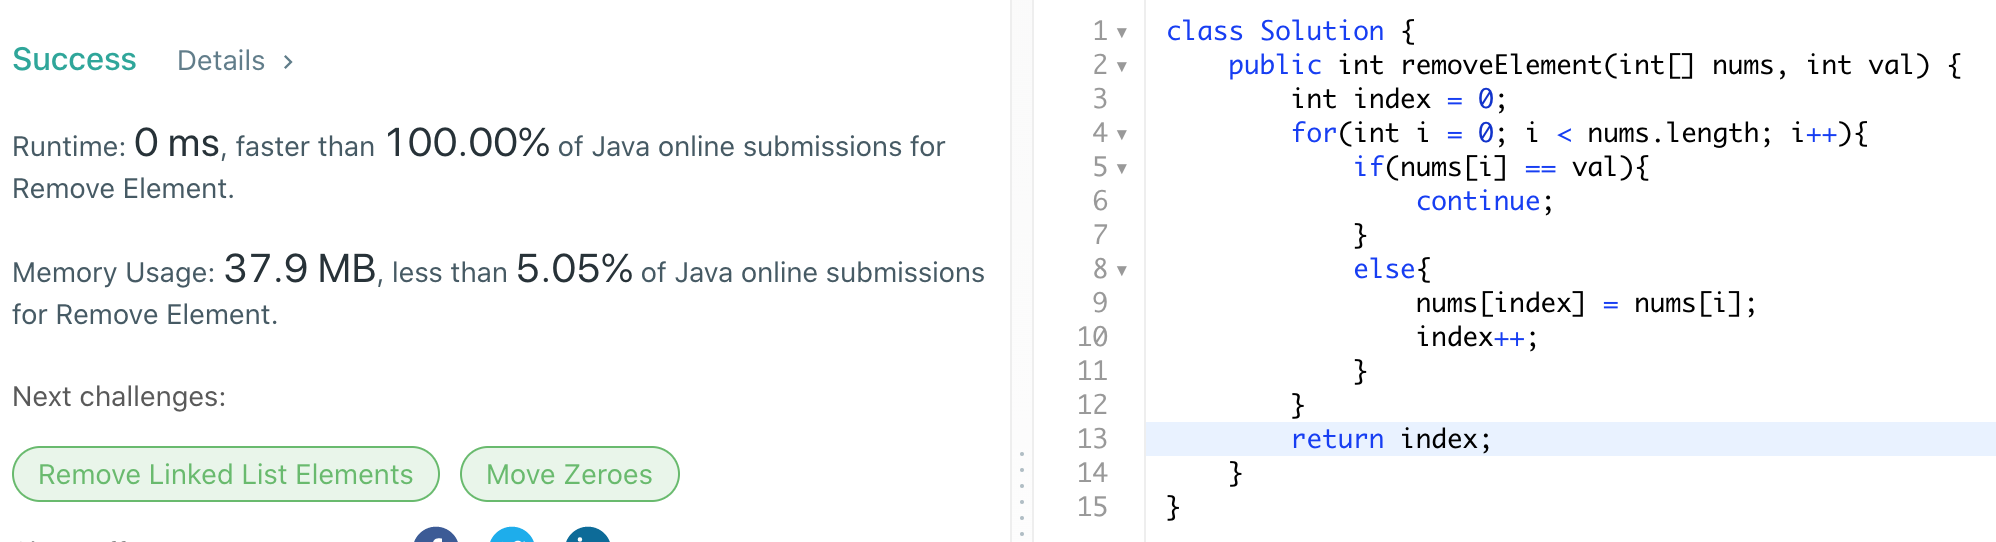 Success Details >
Runtime: 0 ms, faster than 100.00% of Java online submissions for
Remove Element.
Memory Usage: 37.9 MB, less than 5.05% of Java online submissions
for Remove Element.
Next challenges:
Remove Linked List Elements Move Zeroes
1 class Solution {
2 public int removeElement(int[] nums, int val) {
3 int index = 0;
4 for(int i = 0; i < nums.length; i++){
5 if(nums[i] == val){
6 continue;
7 }
8 else{
9 nums[index] = nums[i];
10 index++;
11 }
12 }
13 return index;
14 }
15 }